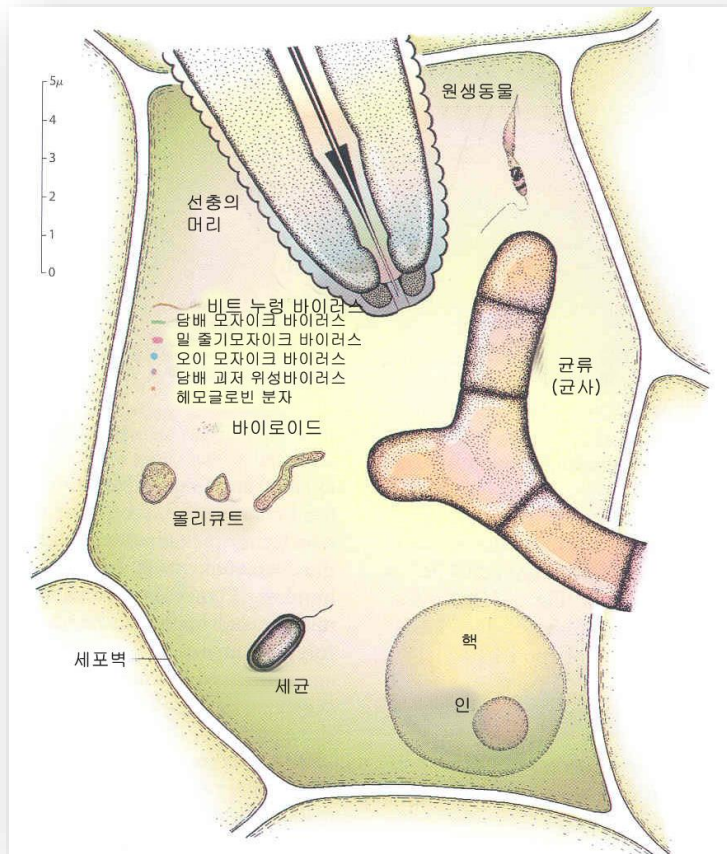 5μ
4
3
2
1
0
원생동물
선충의
머리
비트 누렁 바이러스
담배 모자이크 바이러스
밀 줄기모자이크 바이러스
오이 모자이크 바이러스
담배 괴저 위성바이러스
헤모글로빈 분자
바이로이드
균류
(균사)
몰리큐트
세포벽
세균
핵
인